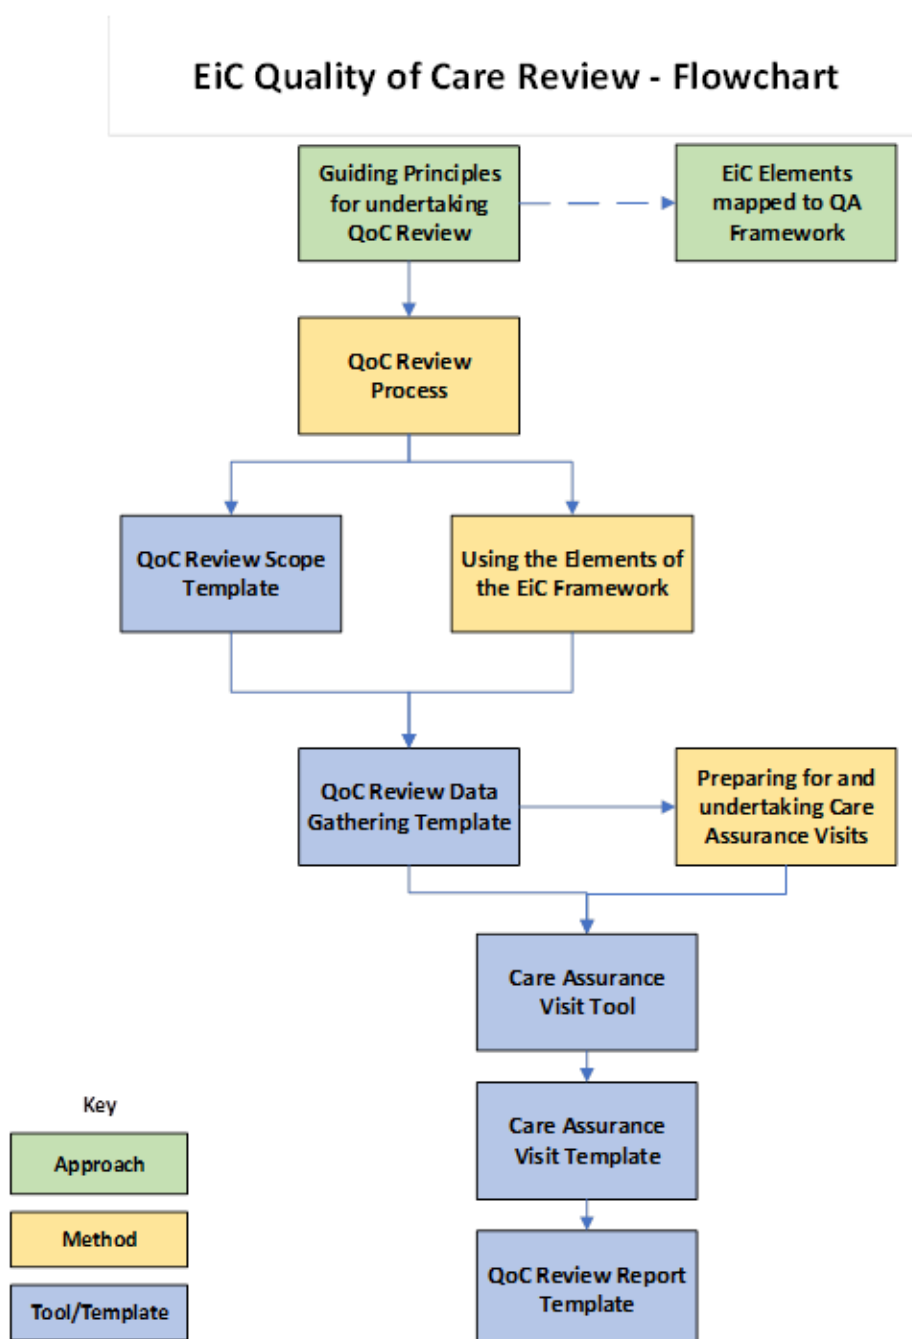 EiC Quality of Care Review - Flowchart
Guiding Principles
for undertaking
QoC Review
EiC Elements
mapped to QA
Framework
QoC Review
Process
QoC Review Scope
Template
Using the Elements of
the EiC Framework
QoC Review Data
Gathering Template
Preparing for and
undertaking Care
Assurance Visits
Care Assurance
Visit Tool
Care Assurance
Visit Template
QoC Review Report
Template
Key
Approach
Method
Tool/Template